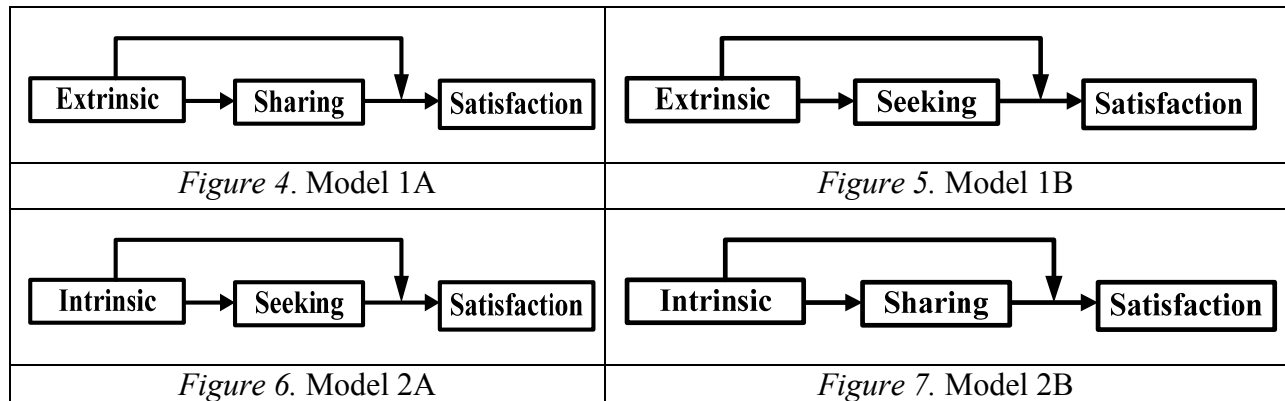 Extrinsic Sharing Satisfaction
Figure 4. Model 1A
Extrinsic Seeking Satisfaction
Figure 5. Model 1B
Intrinsic Seeking Satisfaction
Figure 6. Model 2A
Intrinsic Sharing Satisfaction
Figure 7. Model 2B